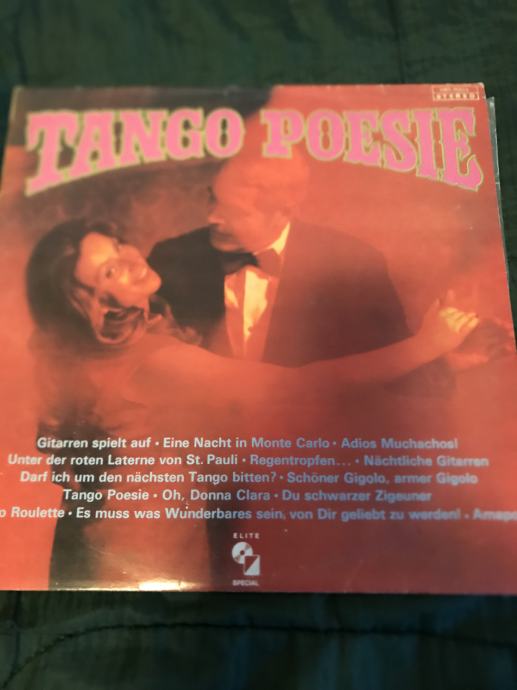 STEREO
TANGO POESIE
Gitarren spielt auf • Eine Nacht in Monte Carlo • Adios Muchachos!
Unter der roten Laterne von St. Pauli • Regentropfen... • Nächtliche Gitarren
Darf ich um den nächsten Tango bitten? • Schöner Gigolo, armer Gigolo
Tango Poesie • Oh, Donna Clara • Du schwarzer Zigeuner
o Roulette • Es muss was Wunderbares sein, von Dir geliebt zu werden! • Amapo
ELITE
SPECIAL